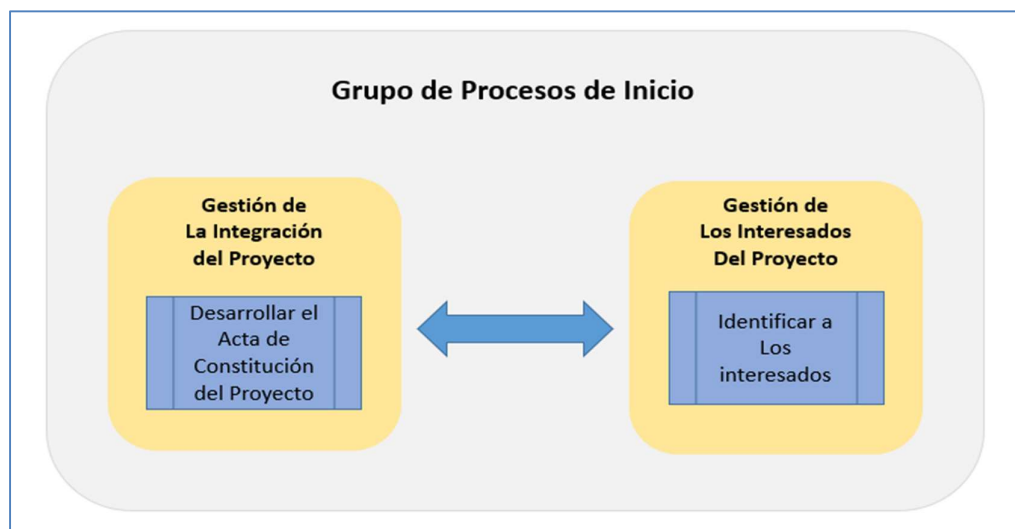 Grupo de Procesos de Inicio
Gestión de
La Integración
del Proyecto
Desarrollar el
Acta de
Constitución
del Proyecto
Gestión de
Los Interesados
Del Proyecto
Identificar a
Los
interesados